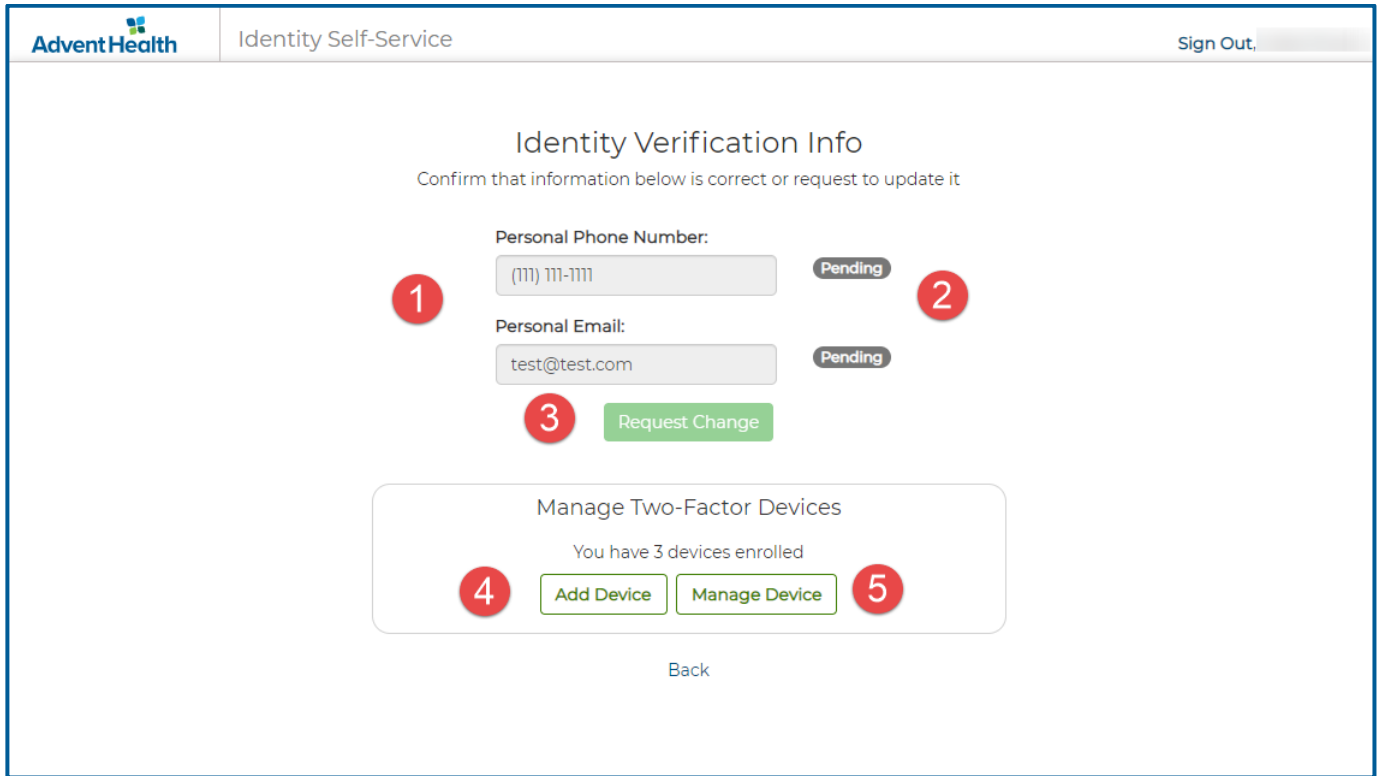 AdventHealth
Identity Self-Service
Sign Out,
Identity Verification Info
Confirm that information below is correct or request to update it
Personal Phone Number:
(111) 111-1111
Pending
1
2
Personal Email:
test@test.com
Pending
3
Request Change
Manage Two-Factor Devices
You have 3 devices enrolled
4
Add Device
Manage Device
5
Back